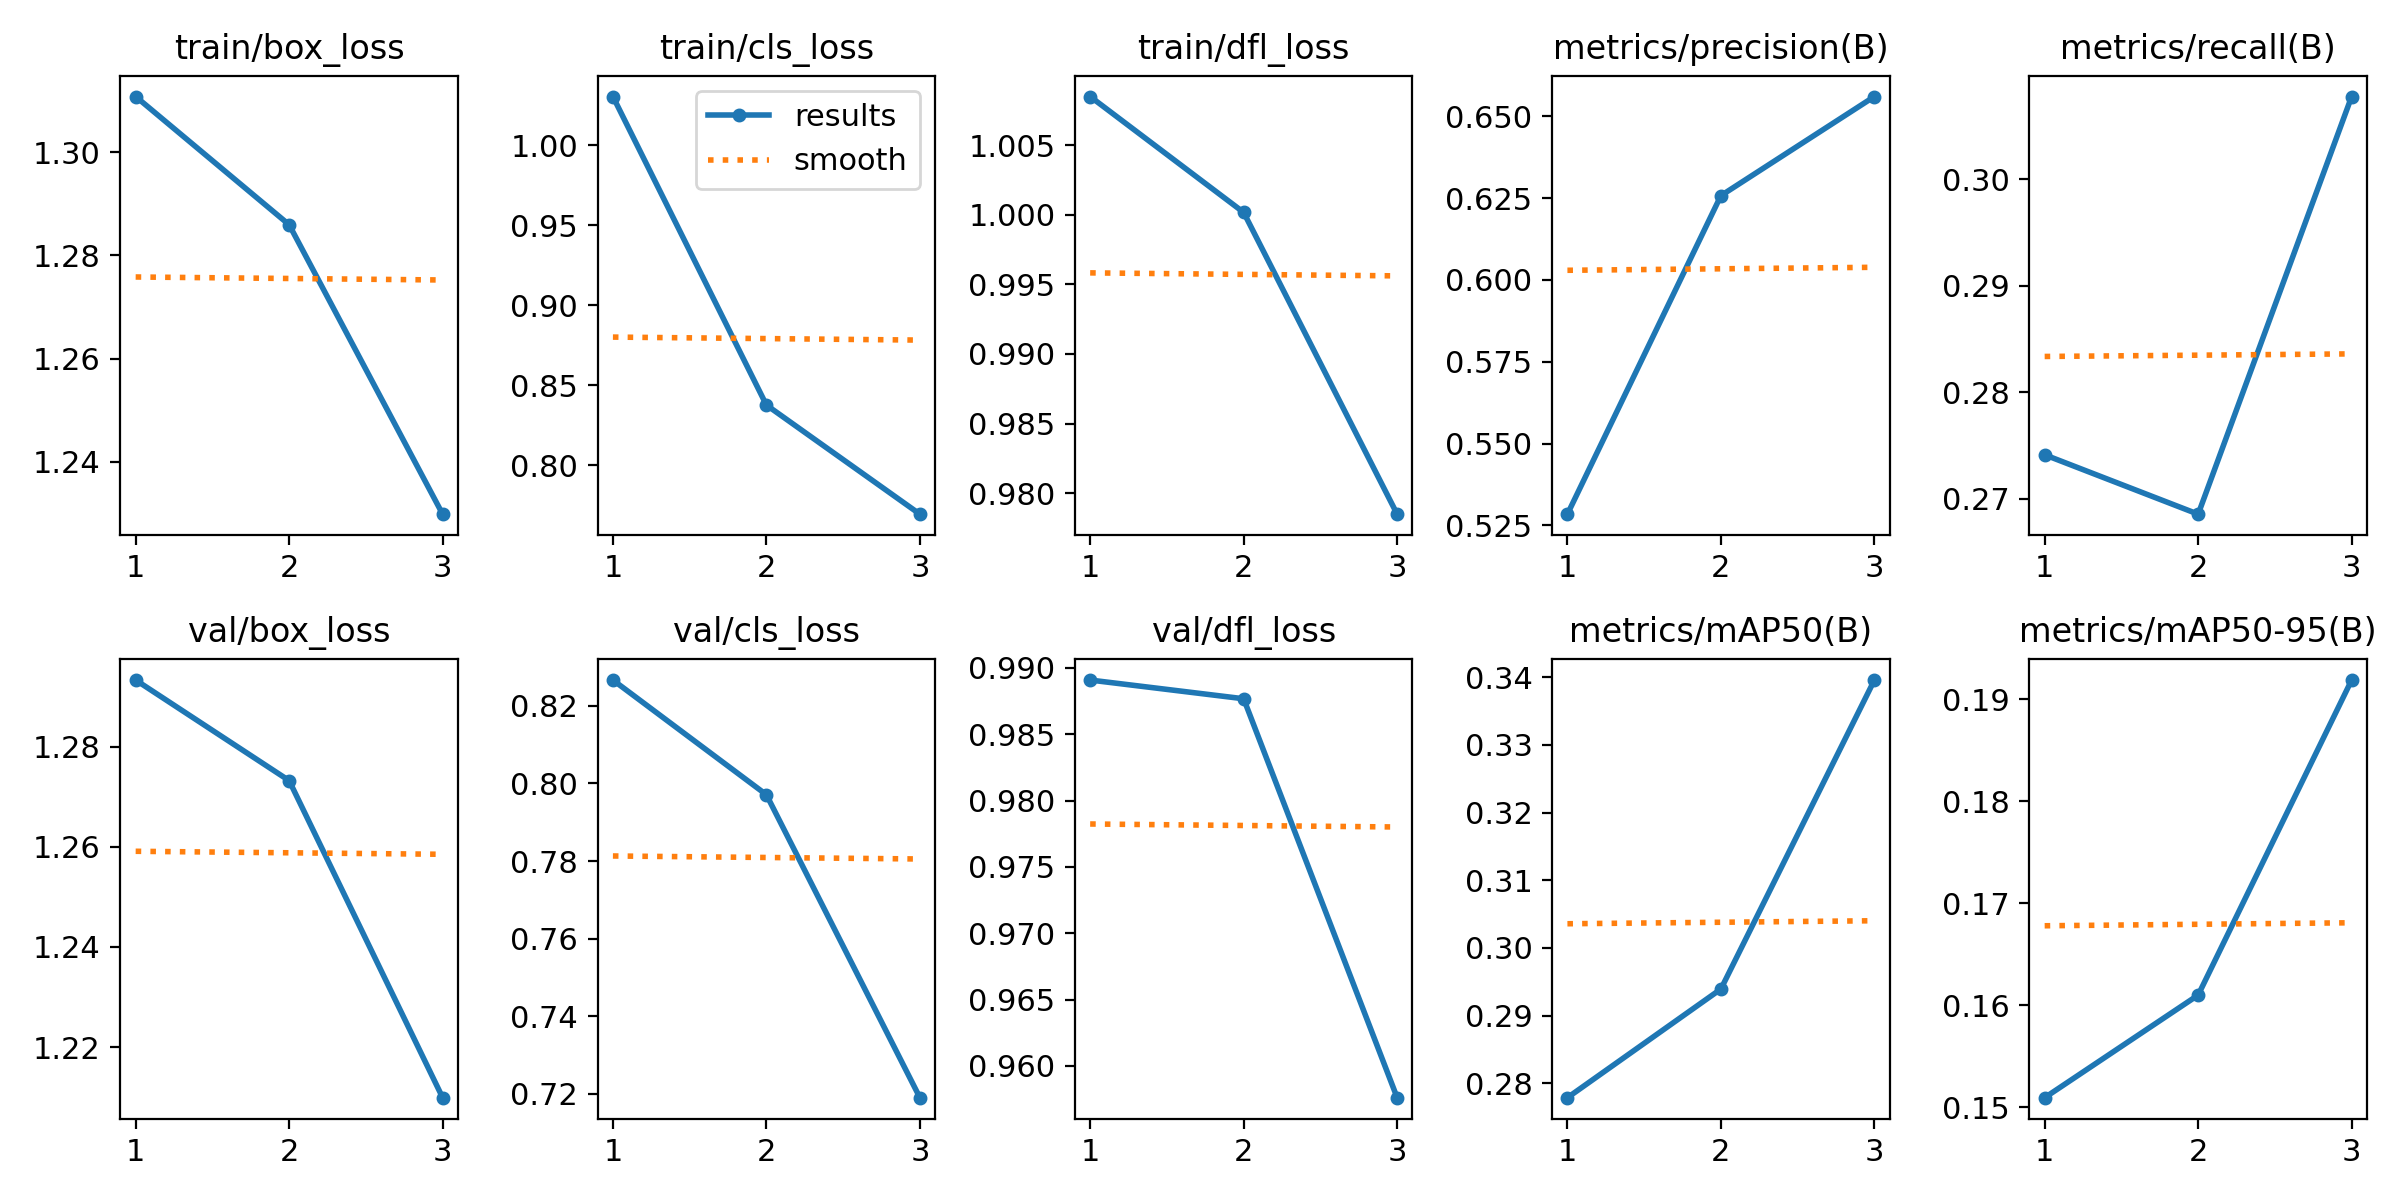 train/box_loss
1.30
1.28
1.26
1.24
1 2 3
train/cls_loss
results
smooth
1.00
0.95
0.90
0.85
0.80
1 2 3
train/dfl_loss
1.005
1.000
0.995
0.990
0.985
0.980
1 2 3
metrics/precision(B)
0.650
0.625
0.600
0.575
0.550
0.525
1 2 3
metrics/recall(B)
0.30
0.29
0.28
0.27
1 2 3
val/box_loss
1.28
1.26
1.24
1.22
1 2 3
val/cls_loss
0.82
0.80
0.78
0.76
0.74
0.72
1 2 3
val/dfl_loss
0.990
0.985
0.980
0.975
0.970
0.965
0.960
1 2 3
metrics/mAP50(B)
0.34
0.33
0.32
0.31
0.30
0.29
0.28
1 2 3
metrics/mAP50-95(B)
0.19
0.18
0.17
0.16
0.15
1 2 3